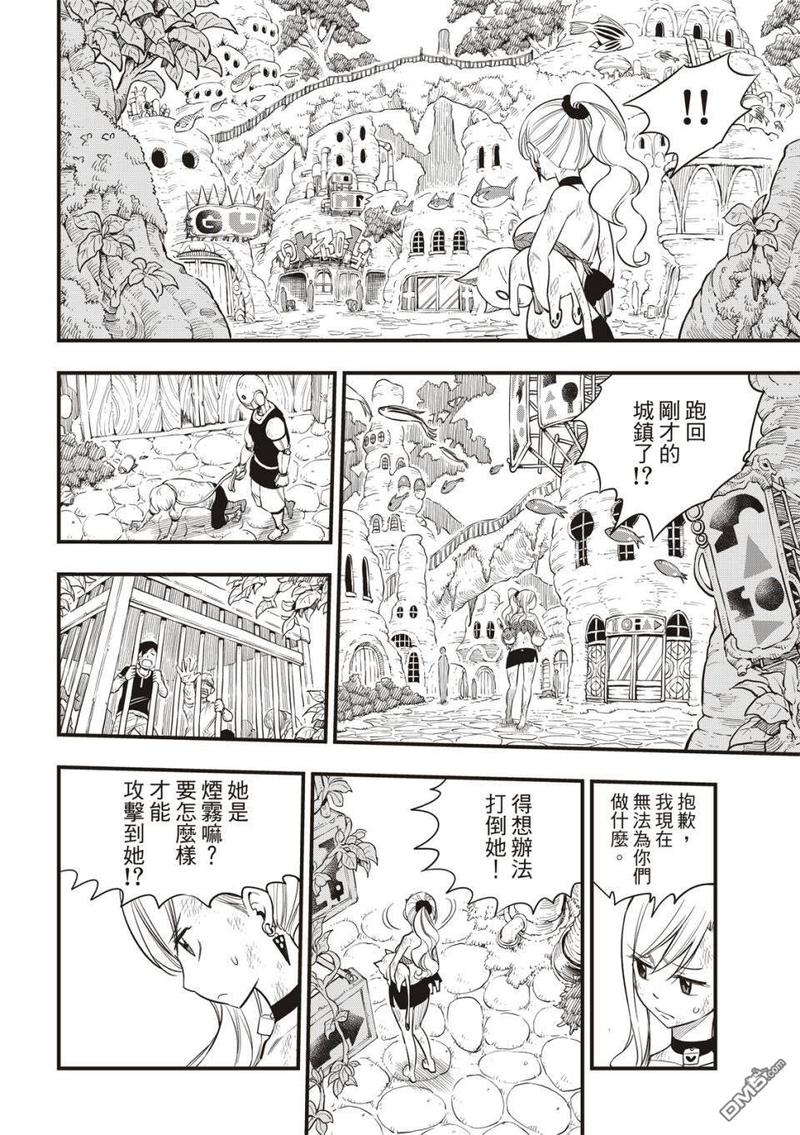 !!
跑回
剛才的
城鎮了!?
抱歉,
我現在
無法為你們
做什麼。
得想辦法
打倒她!
她是
煙霧嘛?
要怎麼樣
才能
攻擊到她!?
DM5.com